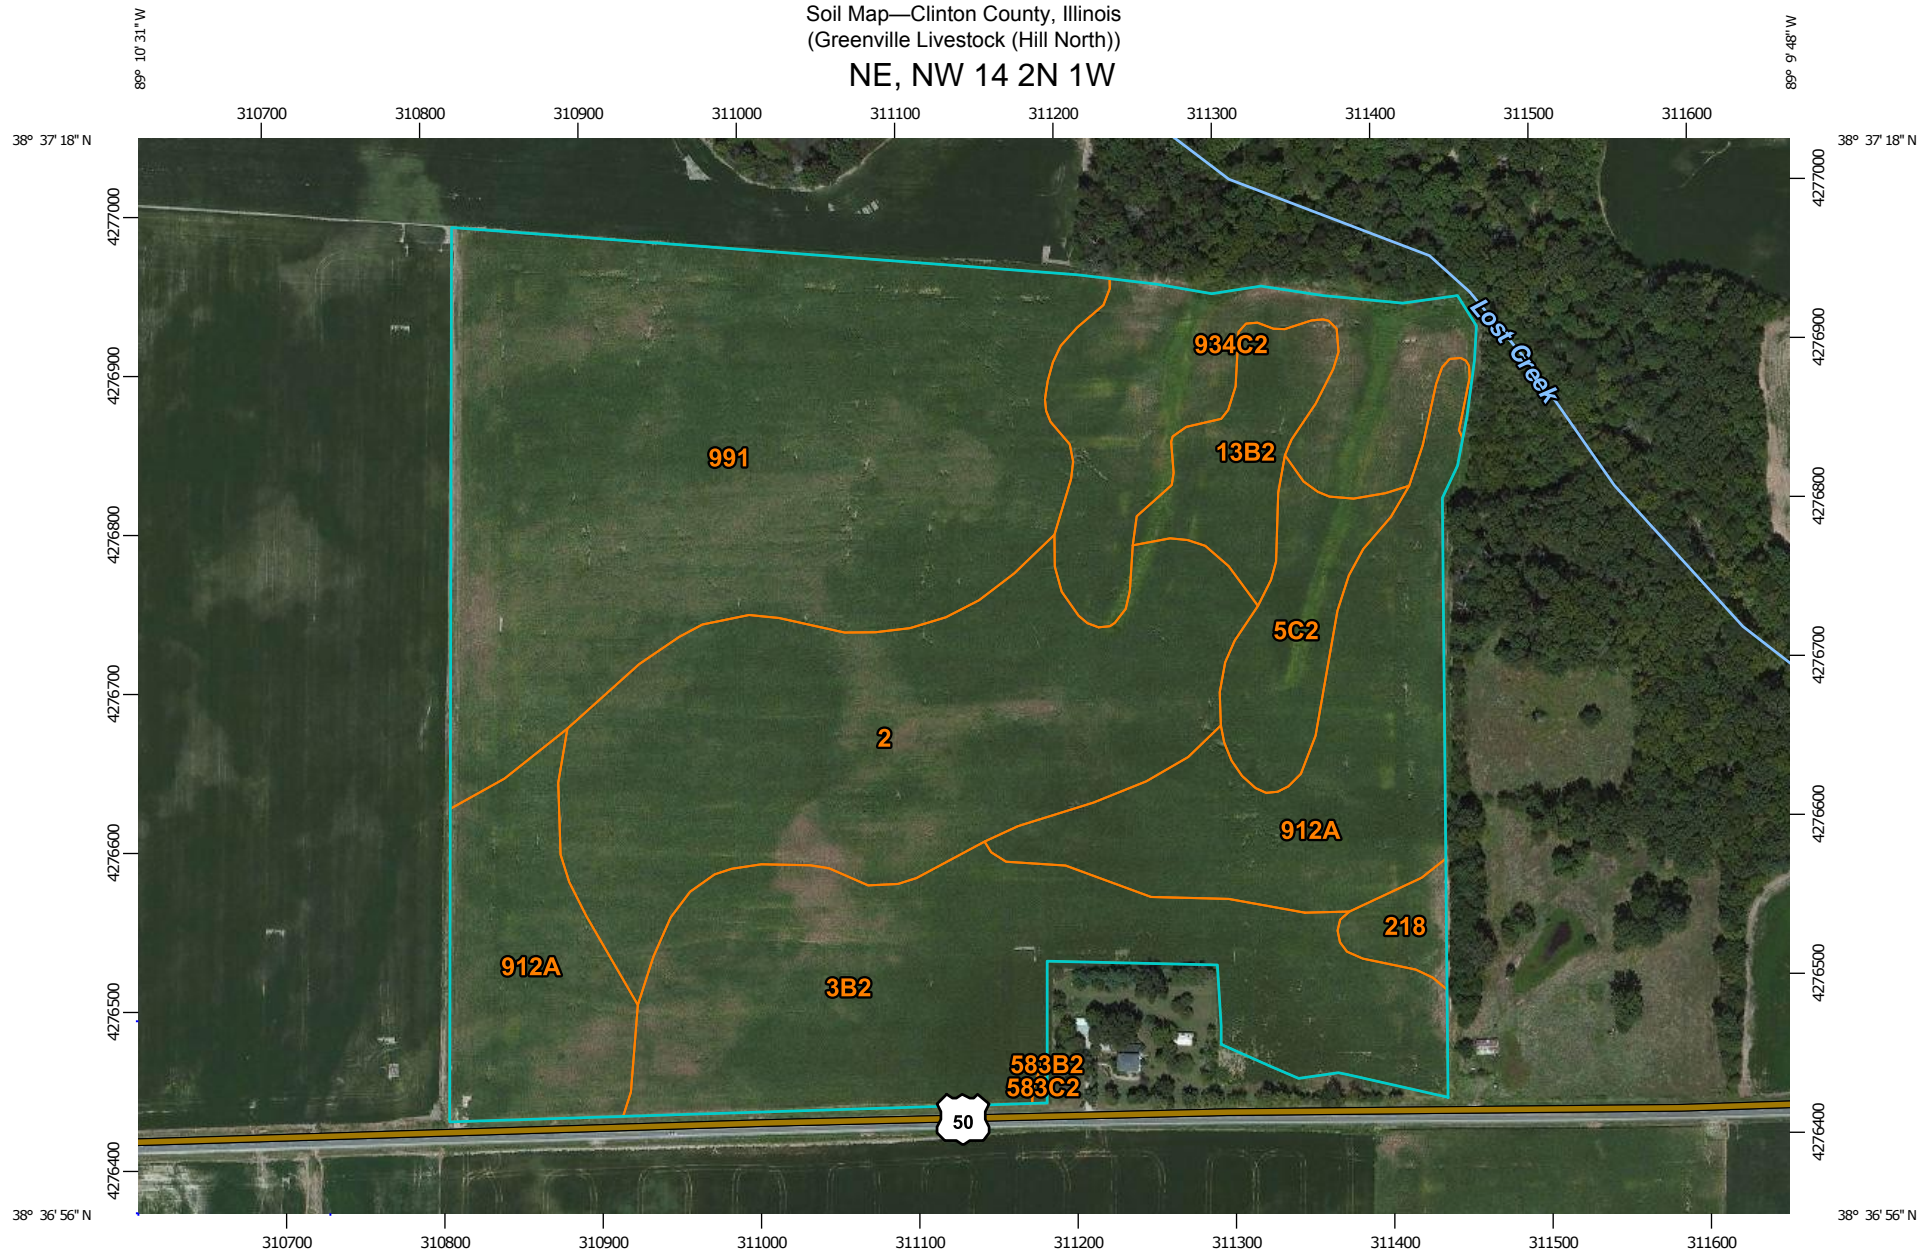 Soil Map—Clinton County, Illinois
(Greenville Livestock (Hill North))
NE, NW 14 2N 1W
89° 10' 31" W
89° 9' 48" W
310700 310800 310900 311000 311100 311200 311300 311400 311500 311600
38° 37' 18" N
38° 37' 18" N
4277000
4277000
4276900
4276900
4276800
4276800
4276700
4276700
4276600
4276600
4276500
4276500
4276400
4276400
Lost Creek
934C2
991
13B2
5C2
2
912A
218
912A
3B2
583B2
583C2
50
38° 36' 56" N
38° 36' 56" N
310700 310800 310900 311000 311100 311200 311300 311400 311500 311600